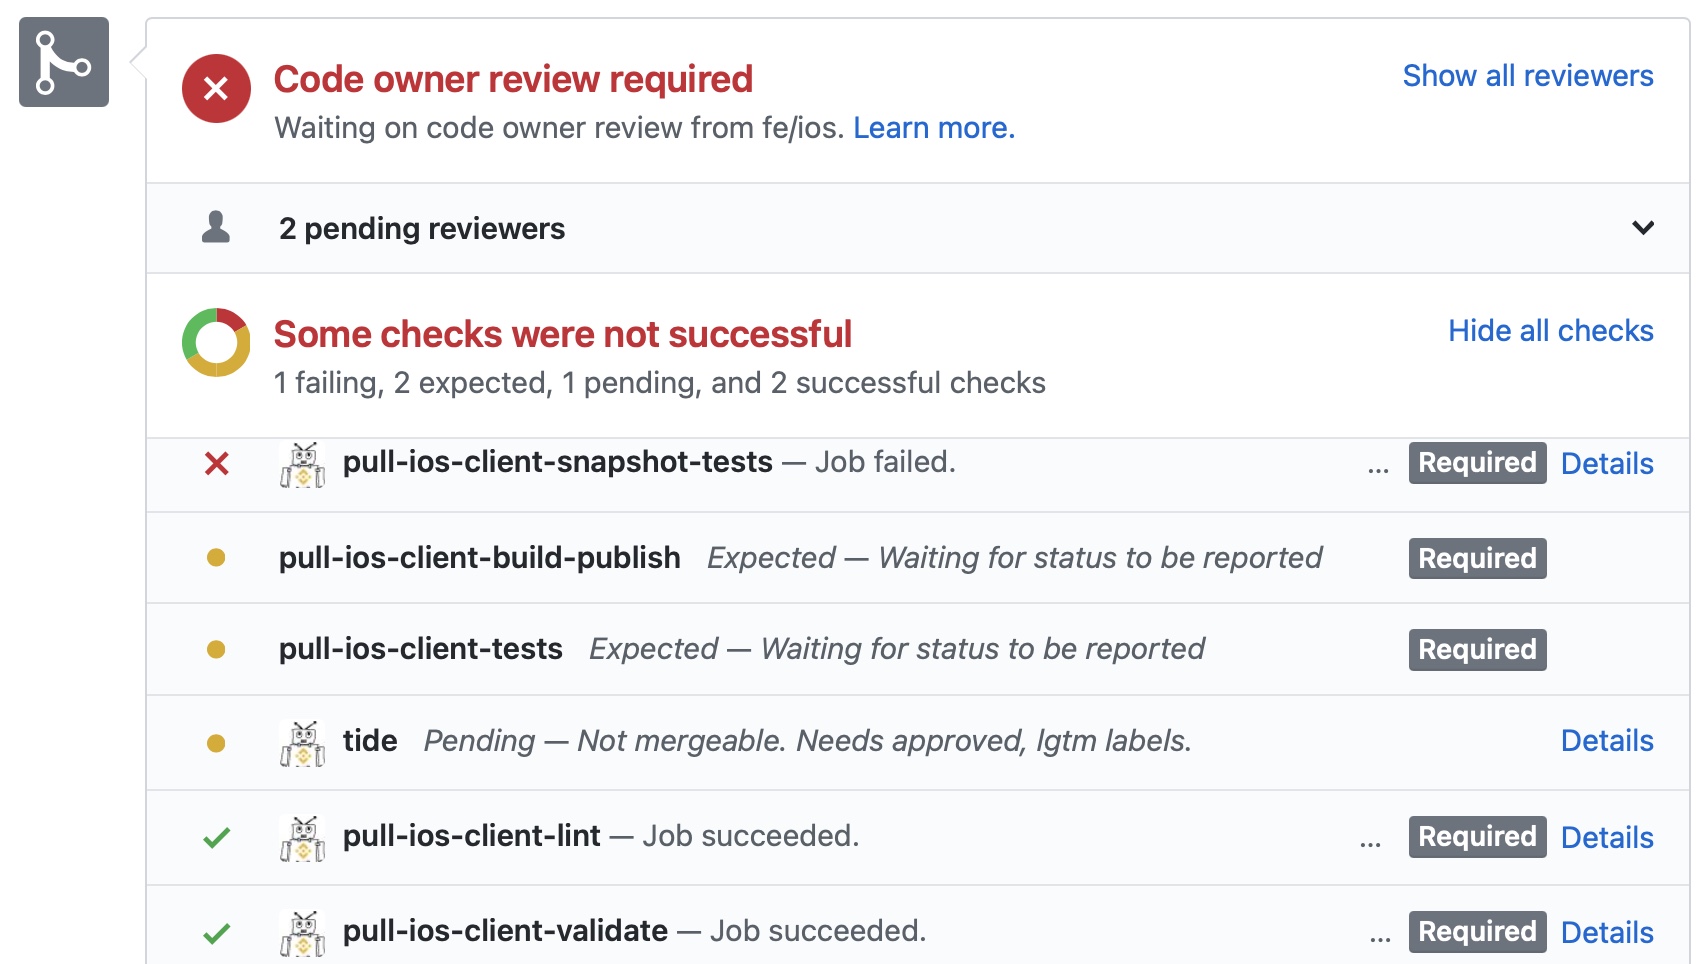 Code owner review required
Show all reviewers
Waiting on code owner review from fe/ios. Learn more.
2 pending reviewers
Some checks were not successful
Hide all checks
1 failing, 2 expected, 1 pending, and 2 successful checks
pull-ios-client-snapshot-tests — Job failed. ... Required Details
pull-ios-client-build-publish Expected — Waiting for status to be reported Required
pull-ios-client-tests Expected — Waiting for status to be reported Required
tide Pending — Not mergeable. Needs approved, lgtm labels. Details
pull-ios-client-lint — Job succeeded. ... Required Details
pull-ios-client-validate — Job succeeded. ... Required Details